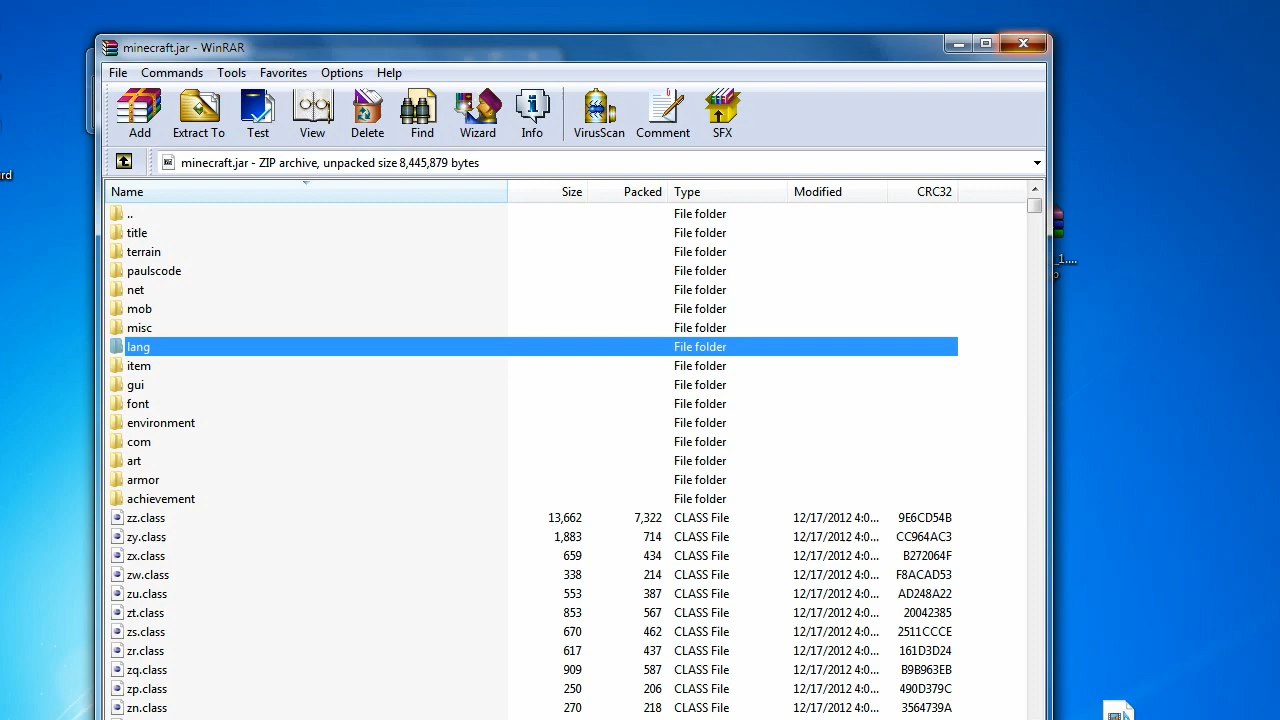 minecraft.jar - WinRAR
File Commands Tools Favorites Options Help
Add Extract To Test View Delete Find Wizard Info VirusScan Comment SFX
minecraft.jar - ZIP archive, unpacked size 8,445,879 bytes
rd
Name Size Packed Type Modified CRC32
.. File folder
title File folder
terrain File folder
_1....
paulscode File folder
p
net File folder
mob File folder
misc File folder
lang File folder
item File folder
gui File folder
font File folder
environment File folder
com File folder
art File folder
armor File folder
achievement File folder
zz.class 13,662 7,322 CLASS File 12/17/2012 4:0... 9E6CD54B
zy.class 1,883 714 CLASS File 12/17/2012 4:0... CC964AC3
zx.class 659 434 CLASS File 12/17/2012 4:0... B272064F
zw.class 338 214 CLASS File 12/17/2012 4:0... F8ACAD53
zu.class 553 387 CLASS File 12/17/2012 4:0... AD248A22
zt.class 853 567 CLASS File 12/17/2012 4:0... 20042385
zs.class 670 462 CLASS File 12/17/2012 4:0... 2511CCCE
zr.class 617 437 CLASS File 12/17/2012 4:0... 161D3D24
zq.class 909 587 CLASS File 12/17/2012 4:0... B9B963EB
zp.class 250 206 CLASS File 12/17/2012 4:0... 490D379C
zn.class 270 218 CLASS File 12/17/2012 4:0... 3564739A